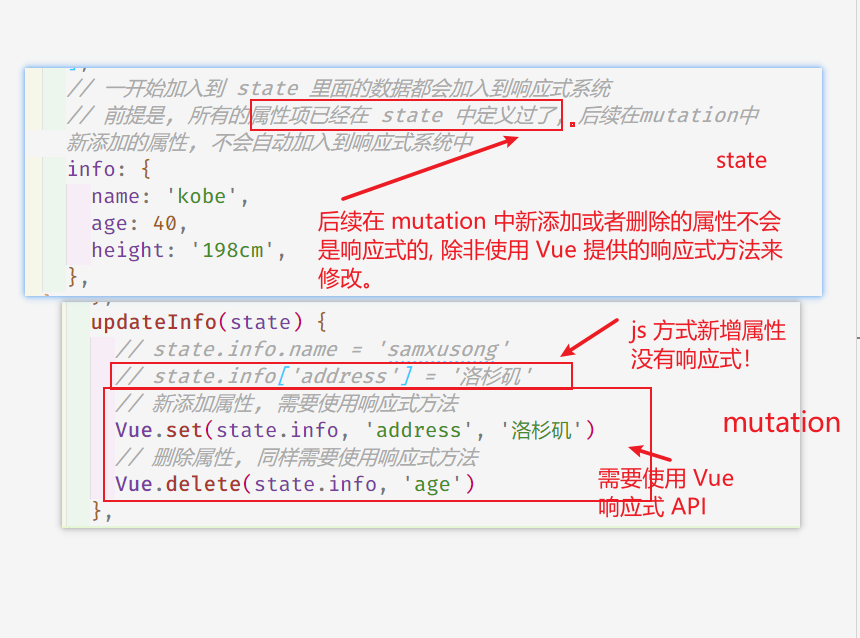 // 一开始加入到 state 里面的数据都会加入到响应式系统
// 前提是, 所有的属性项已经在 state 中定义过了, 后续在mutation中
新添加的属性, 不会自动加入到响应式系统中
info: {
name: 'kobe',
age: 40,
height: '198cm',
},
state
后续在 mutation 中新添加或者删除的属性不会
是响应式的, 除非使用 Vue 提供的响应式方法来
修改。
updateInfo(state) {
// state.info.name = 'samxusong'
// state.info['address'] = '洛杉矶'
// 新添加属性, 需要使用响应式方法
Vue.set(state.info, 'address', '洛杉矶')
// 删除属性, 同样需要使用响应式方法
Vue.delete(state.info, 'age')
},
js 方式新增属性
没有响应式！
mutation
需要使用 Vue
响应式 API